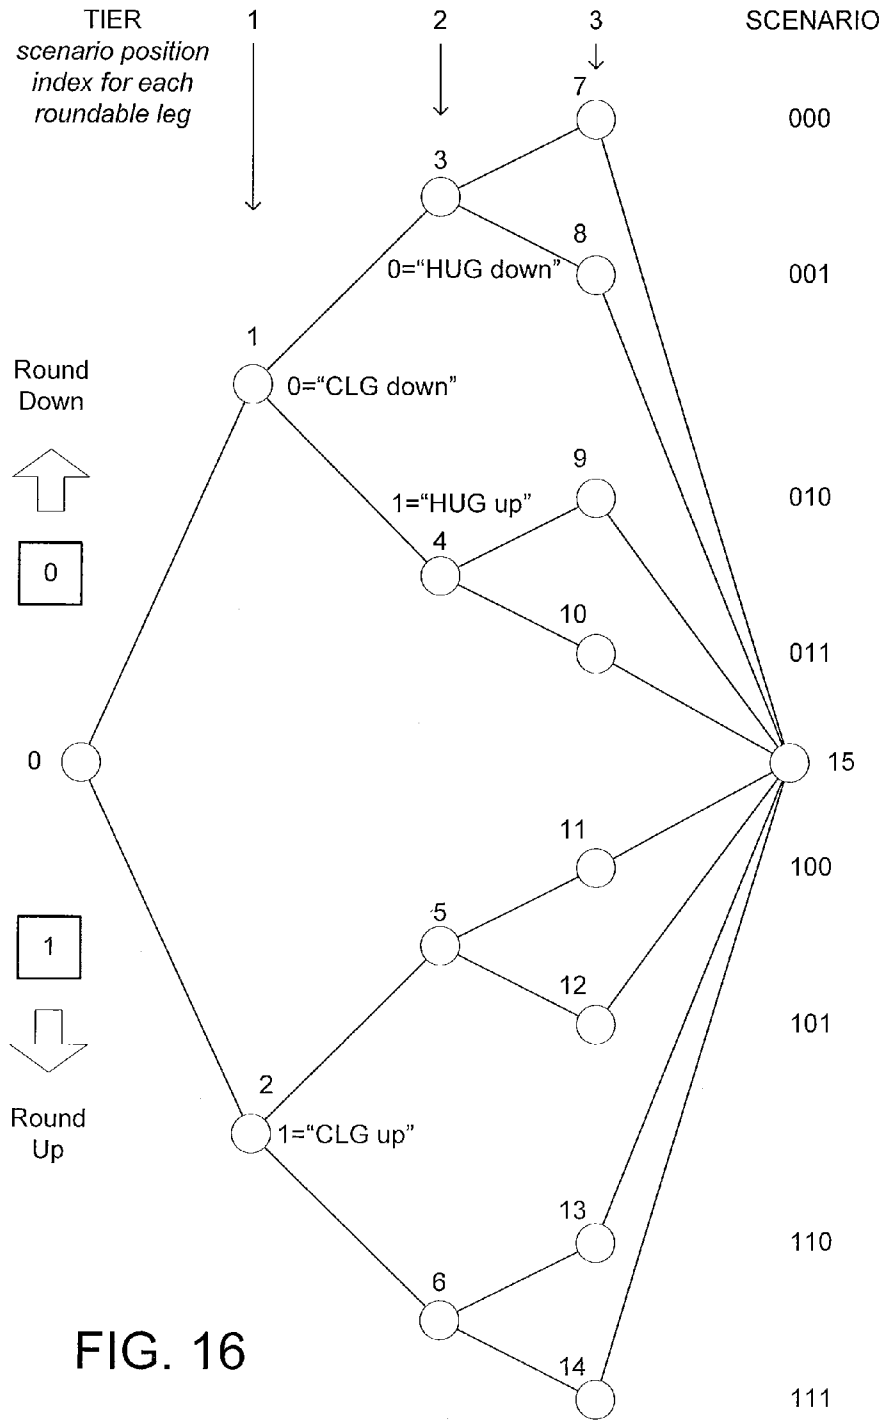 TIER 1 2 3 SCENARIO
scenario position
index for each
roundable leg
7
000
3
8
0="HUG down"
001
1
Round
Down
0="CLG down"
9
1="HUG up"
010
4
0
10
011
0
15
11
100
5
1
12
101
2
Round
Up
1="CLG up"
13
110
6
FIG. 16
14
111